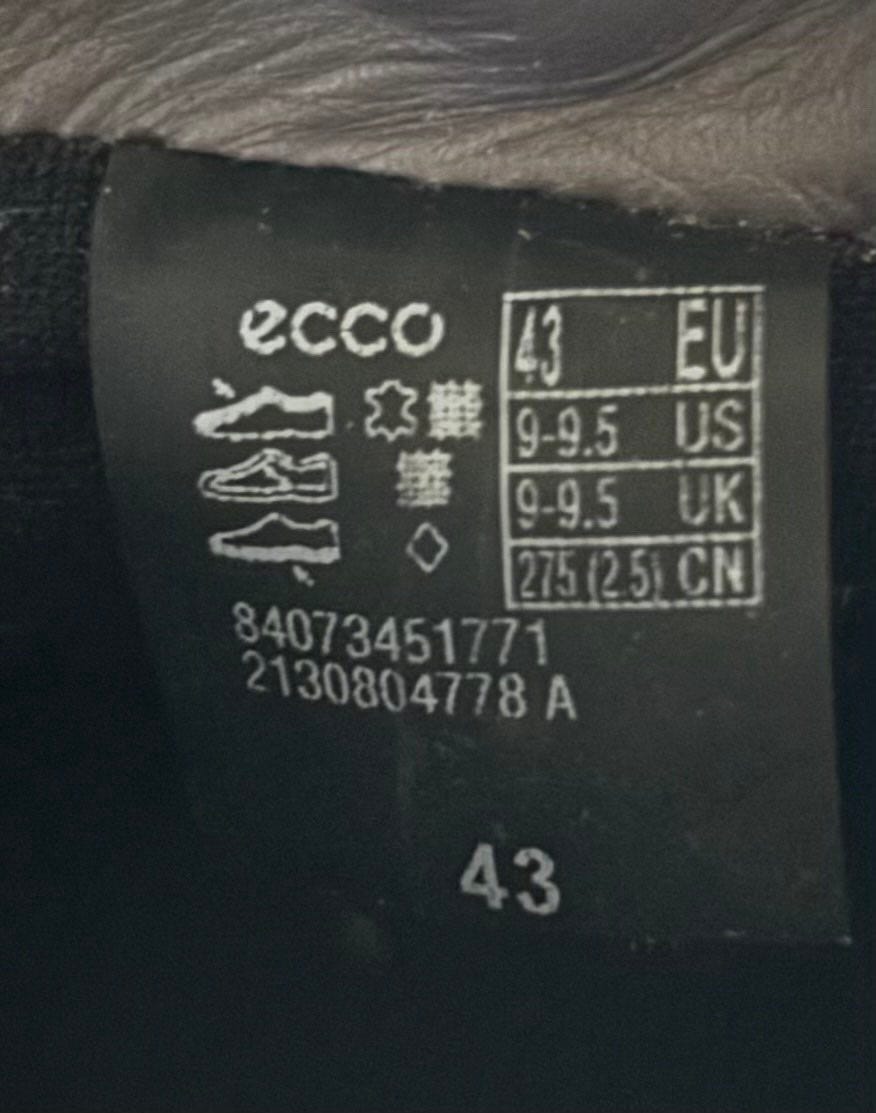 ecco
43 EU
9-9.5 US
9-9.5 UK
275 (2.5) CN
84073451771
2130804778 A
43